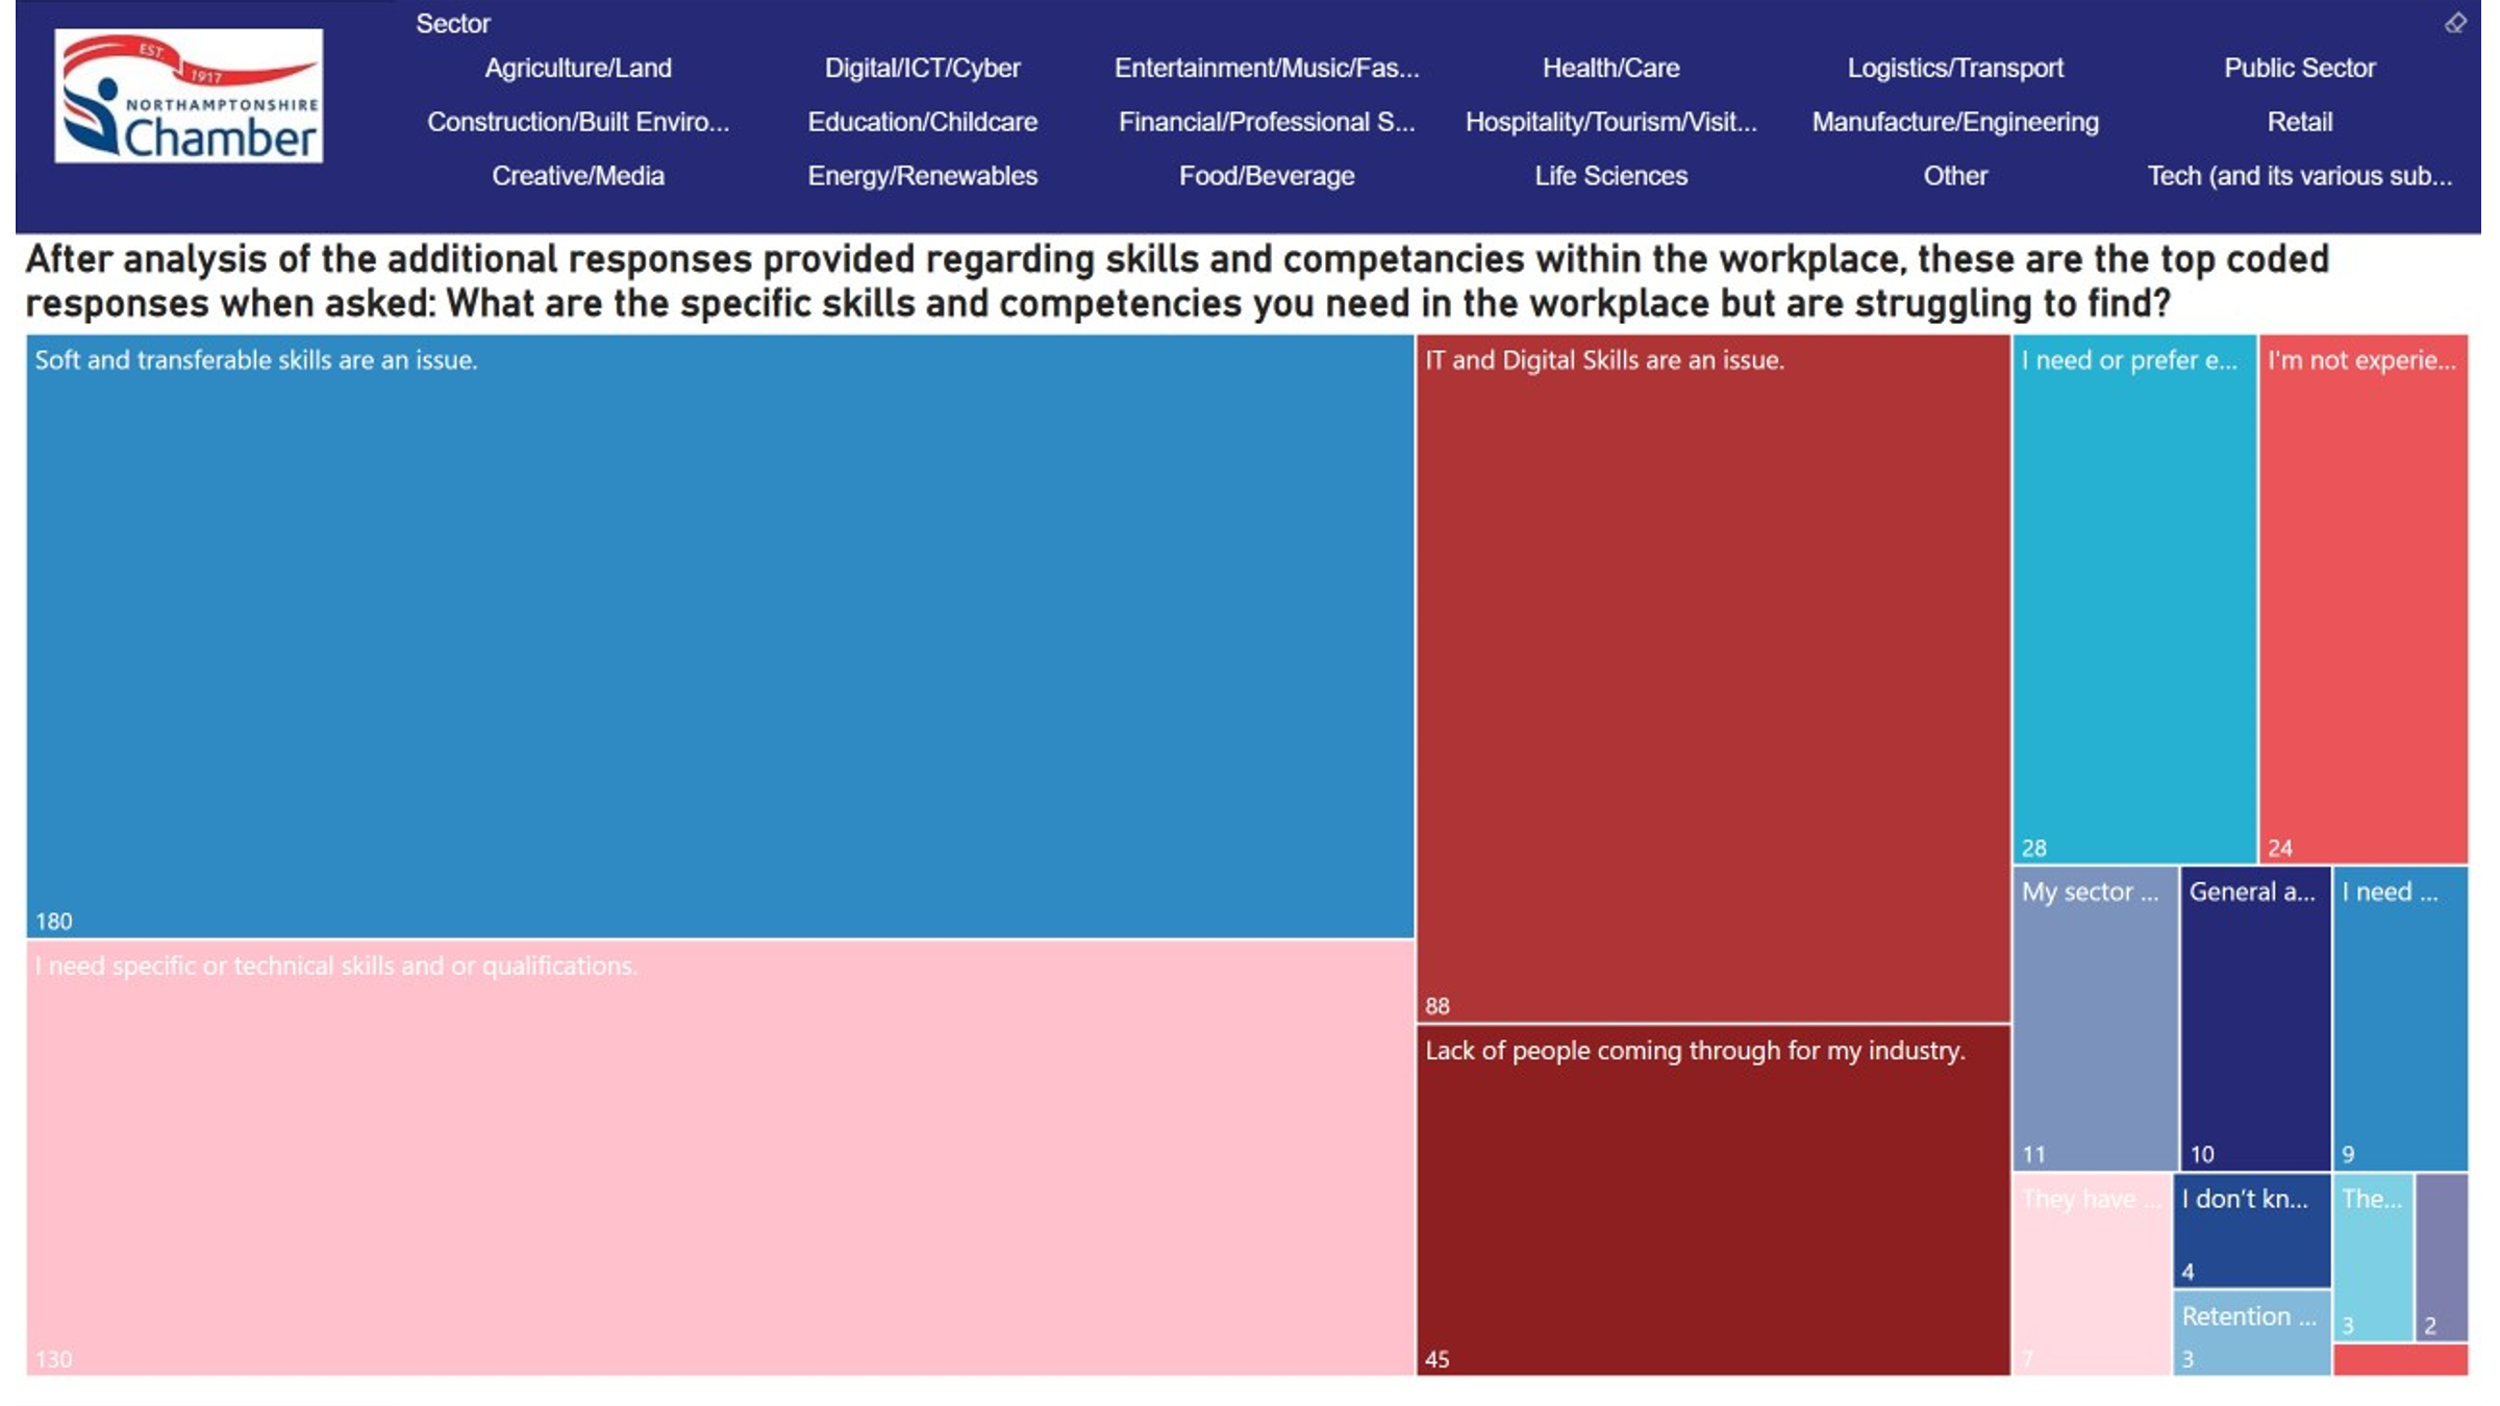 EST.
1917
NORTHAMPTONSHIRE
Chamber
Sector
Agriculture/Land
Digital/ICT/Cyber
Entertainment/Music/Fas...
Health/Care
Logistics/Transport
Public Sector
Construction/Built Enviro...
Education/Childcare
Financial/Professional S...
Hospitality/Tourism/Visit...
Manufacture/Engineering
Retail
Creative/Media
Energy/Renewables
Food/Beverage
Life Sciences
Other
Tech (and its various sub...
After analysis of the additional responses provided regarding skills and competancies within the workplace, these are the top coded
responses when asked: What are the specific skills and competencies you need in the workplace but are struggling to find?
Soft and transferable skills are an issue.
180
I need specific or technical skills and or qualifications.
130
IT and Digital Skills are an issue.
88
Lack of people coming through for my industry.
45
I need or prefer e...
28
I'm not experie...
24
My sector ...
11
General a...
10
I need ...
9
They have ...
7
I don't kn...
4
Retention ...
3
The...
3
2